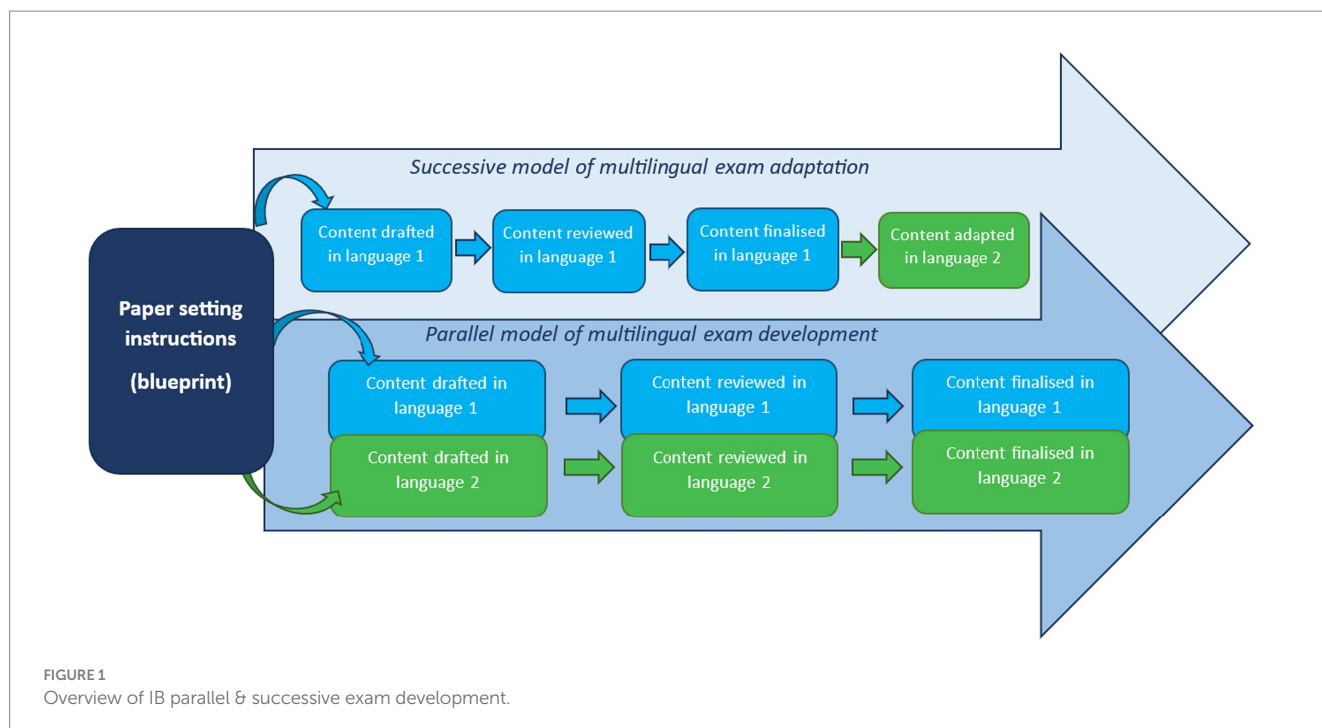 Successive model of multilingual exam adaptation
Content drafted
in language 1
Content reviewed
in language 1
Content finalised
in language 1
Content adapted
in language 2
Paper setting
instructions
(blueprint)
Parallel model of multilingual exam development
Content drafted in
language 1
Content reviewed in
language 1
Content finalised in
language 1
Content drafted in
language 2
Content reviewed in
language 2
Content finalised in
language 2
FIGURE 1
Overview of IB parallel & successive exam development.